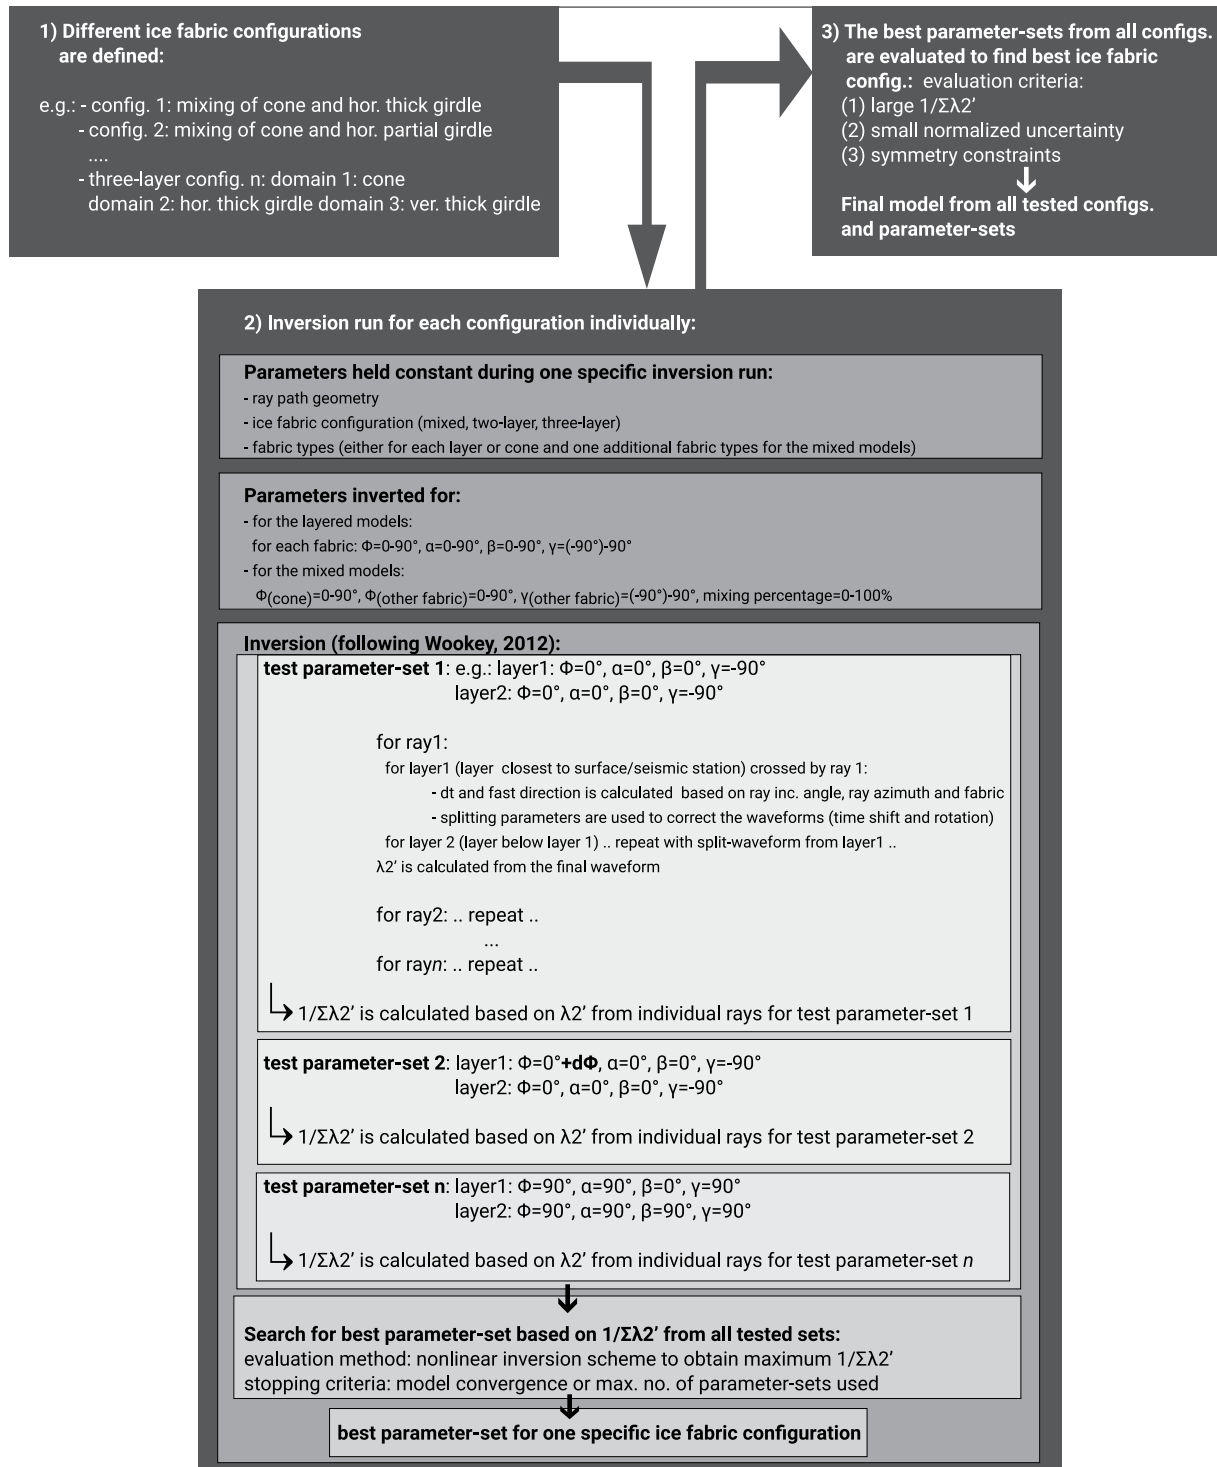 1) Different ice fabric configurations
are defined:
e.g.: - config. 1: mixing of cone and hor. thick girdle
- config. 2: mixing of cone and hor. partial girdle
....
- three-layer config. n: domain 1: cone
domain 2: hor. thick girdle domain 3: ver. thick girdle
3) The best parameter-sets from all configs.
are evaluated to find best ice fabric
config.: evaluation criteria:
(1) large 1/Σλ2’
(2) small normalized uncertainty
(3) symmetry constraints
Final model from all tested configs.
and parameter-sets
2) Inversion run for each configuration individually:
Parameters held constant during one specific inversion run:
- ray path geometry
- ice fabric configuration (mixed, two-layer, three-layer)
- fabric types (either for each layer or cone and one additional fabric types for the mixed models)
Parameters inverted for:
- for the layered models:
for each fabric: Φ=0-90°, α=0-90°, β=0-90°, γ=(-90°)-90°
- for the mixed models:
Φ(cone)=0-90°, Φ(other fabric)=0-90°, γ(other fabric)=(-90°)-90°, mixing percentage=0-100%
Inversion (following Wookey, 2012):
test parameter-set 1: e.g.: layer1: Φ=0°, α=0°, β=0°, γ=-90°
layer2: Φ=0°, α=0°, β=0°, γ=-90°
for ray1:
for layer1 (layer closest to surface/seismic station) crossed by ray 1:
- dt and fast direction is calculated based on ray inc. angle, ray azimuth and fabric
- splitting parameters are used to correct the waveforms (time shift and rotation)
for layer 2 (layer below layer 1) .. repeat with split-waveform from layer1 ..
λ2’ is calculated from the final waveform
for ray2: .. repeat ..
...
for rayn: .. repeat ..
1/Σλ2’ is calculated based on λ2’ from individual rays for test parameter-set 1
test parameter-set 2: layer1: Φ=0°+dΦ, α=0°, β=0°, γ=-90°
layer2: Φ=0°, α=0°, β=0°, γ=-90°
1/Σλ2’ is calculated based on λ2’ from individual rays for test parameter-set 2
test parameter-set n: layer1: Φ=90°, α=90°, β=0°, γ=90°
layer2: Φ=90°, α=90°, β=90°, γ=90°
1/Σλ2’ is calculated based on λ2’ from individual rays for test parameter-set n
Search for best parameter-set based on 1/Σλ2’ from all tested sets:
evaluation method: nonlinear inversion scheme to obtain maximum 1/Σλ2’
stopping criteria: model convergence or max. no. of parameter-sets used
best parameter-set for one specific ice fabric configuration